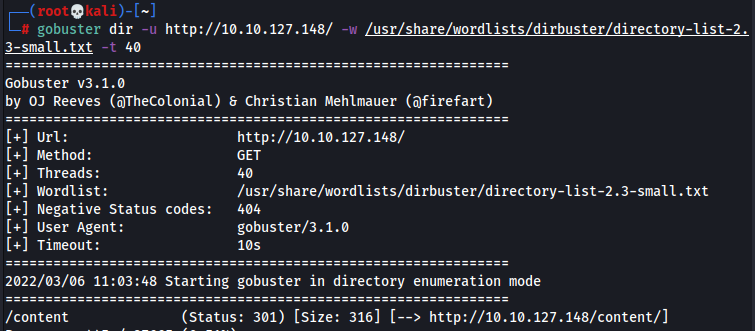 ┌──(root💀kali)-[~]
└─# gobuster dir -u http://10.10.127.148/ -w /usr/share/wordlists/dirbuster/directory-list-2.
3-small.txt -t 40
===============================================================
Gobuster v3.1.0
by OJ Reeves (@TheColonial) & Christian Mehlmauer (@firefart)
===============================================================
[+] Url:                     http://10.10.127.148/
[+] Method:                  GET
[+] Threads:                 40
[+] Wordlist:                /usr/share/wordlists/dirbuster/directory-list-2.3-small.txt
[+] Negative Status codes:   404
[+] User Agent:              gobuster/3.1.0
[+] Timeout:                 10s
===============================================================
2022/03/06 11:03:48 Starting gobuster in directory enumeration mode
===============================================================
/content              (Status: 301) [Size: 316] [--> http://10.10.127.148/content/]